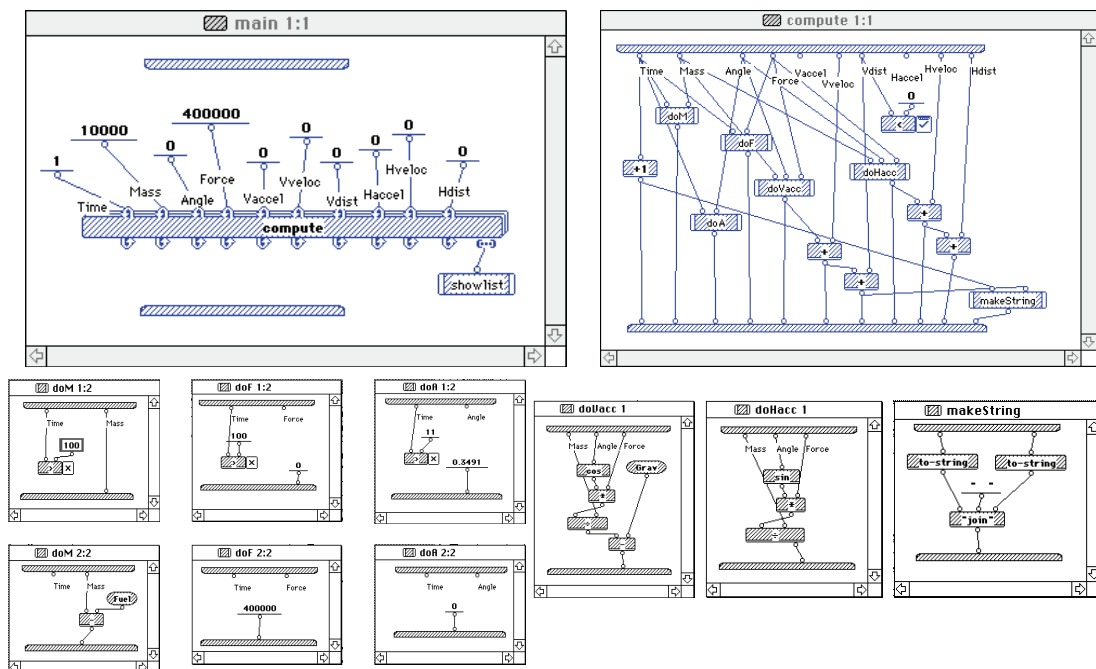 main 1:1
1
10000
0
400000
0
0
0
0
0
0
Time
Mass
Angle
Force
Vaccel
Vveloc
Vdist
Haccel
Hveloc
Hdist
compute
showlist
compute 1:1
Time
Mass
Angle
Force
Vaccel
Vveloc
Vdist
Haccel
Hveloc
Hdist
0
doM
<
doF
+1
doHacc
doVacc
doA
+
+
+
+
makeString
doM 1:2
Time
Mass
100
>
doF 1:2
Time
Force
100
>
0
doA 1:2
Time
Angle
11
>
0.3491
doVacc 1
Mass
Angle
Force
cos
Grav
*
÷
-
doHacc 1
Mass
Angle
Force
sin
*
÷
makeString
to-string
to-string
" "
"join"
doM 2:2
Time
Mass
Fuel
-
doF 2:2
Time
Force
400000
doA 2:2
Time
Angle
0